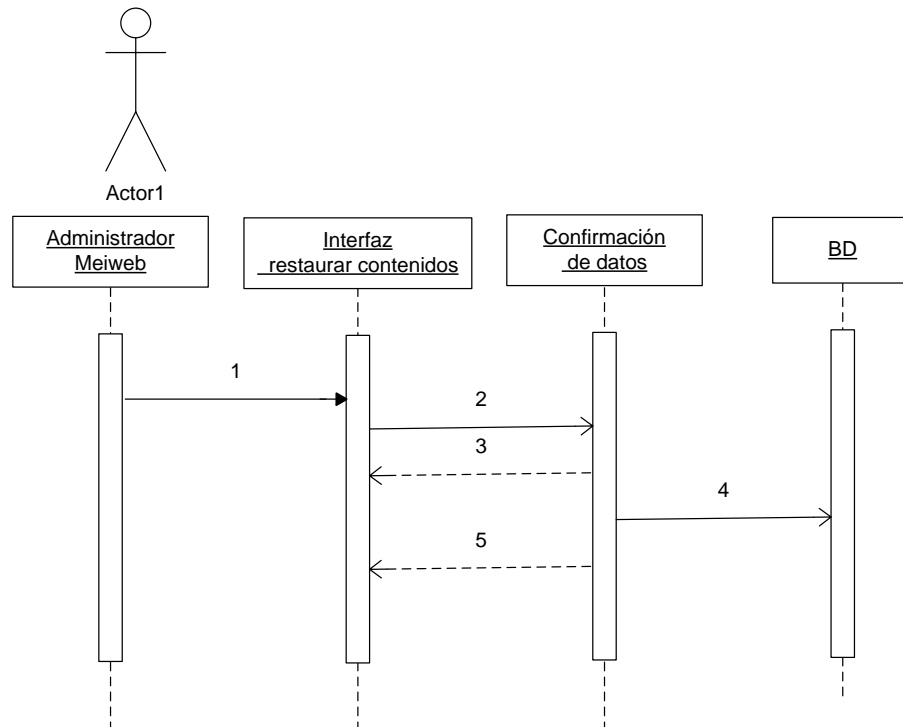 Actor1
Administrador
Meiweb
Interfaz
restaurar contenidos
Confirmación
de datos
BD
1
2
3
4
5